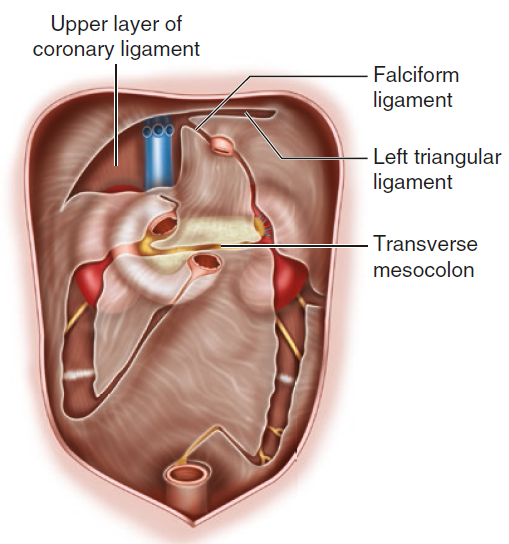 Upper layer of
coronary ligament
Falciform
ligament
Left triangular
ligament
Transverse
mesocolon